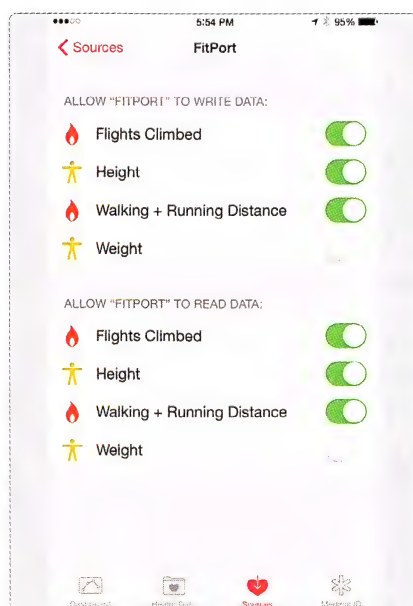 5:54 PM 95%
Sources FitPort
ALLOW "FITPORT" TO WRITE DATA:
Flights Climbed
Height
Walking + Running Distance
Weight
ALLOW "FITPORT" TO READ DATA:
Flights Climbed
Height
Walking + Running Distance
Weight
Sources